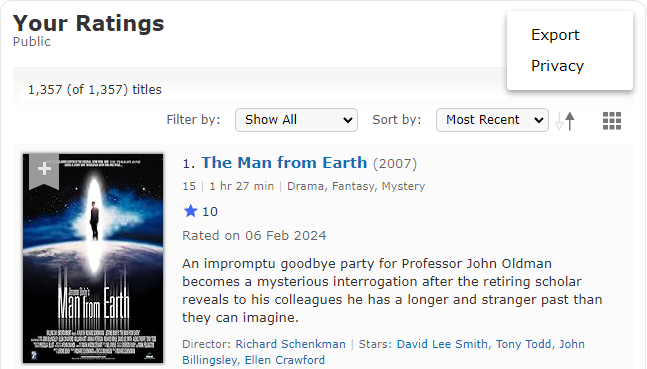 Your Ratings
Public
Export
Privacy
1,357 (of 1,357) titles
Filter by: Show All Sort by: Most Recent
1. The Man from Earth (2007)
15 | 1 hr 27 min | Drama, Fantasy, Mystery
10
Rated on 06 Feb 2024
An impromptu goodbye party for Professor John Oldman
becomes a mysterious interrogation after the retiring scholar
reveals to his colleagues he has a longer and stranger past than
they can imagine.
Director: Richard Schenkman | Stars: David Lee Smith, Tony Todd, John
Billingsley, Ellen Crawford
Jerome Bixby's
Man from Earth